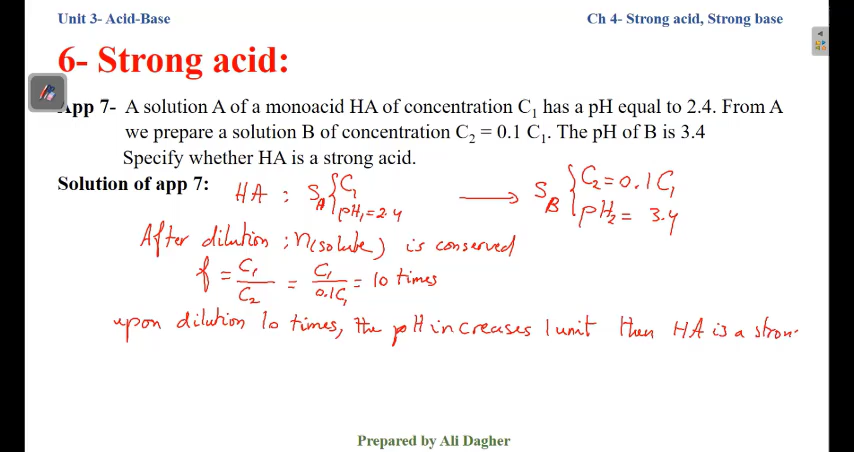 Unit 3- Acid-Base
Ch 4- Strong acid, Strong base
6- Strong acid:
App 7- A solution A of a monoacid HA of concentration C₁ has a pH equal to 2.4. From A
we prepare a solution B of concentration C₂ = 0.1 C₁. The pH of B is 3.4
Specify whether HA is a strong acid.
Solution of app 7: HA : S_A { C₁ pH₁ = 2.4 → S_B { C₂ = 0.1 C₁ pH₂ = 3.4
After dilution ; n(solute) is conserved
f = C₁/C₂ = C₁/0.1C₁ = 10 times
upon dilution 10 times, the pH increases 1 unit then HA is a stron
Prepared by Ali Dagher